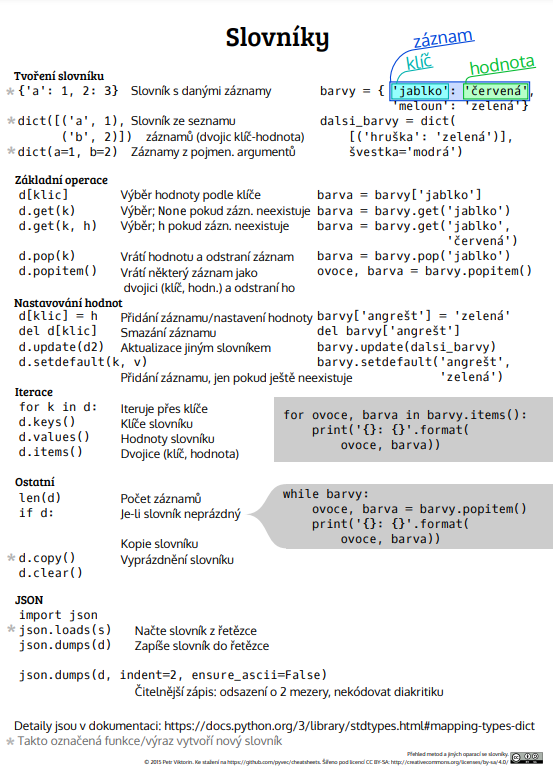 Slovníky
záznam
klíč
hodnota
Tvoření slovníku
* {'a': 1, 2: 3} Slovník s danými záznamy barvy = { 'jablko': 'červená',
'meloun': 'zelená'}
* dict([('a', 1), Slovník ze seznamu dalsi_barvy = dict(
('b', 2)]) záznamů (dvojic klíč-hodnota) [('hruška': 'zelená')],
* dict(a=1, b=2) Záznamy z pojmen. argumentů švestka='modrá')
Základní operace
d[klic] Výběr hodnoty podle klíče barva = barvy['jablko']
d.get(k) Výběr; None pokud zázn. neexistuje barva = barvy.get('jablko')
d.get(k, h) Výběr; h pokud zázn. neexistuje barva = barvy.get('jablko',
'červená')
d.pop(k) Vrátí hodnotu a odstraní záznam barva = barvy.pop('jablko')
d.popitem() Vrátí některý záznam jako ovoce, barva = barvy.popitem()
dvojici (klíč, hodn.) a odstraní ho
Nastavování hodnot
d[klic] = h Přidání záznamu/nastavení hodnoty barvy['angrešt'] = 'zelená'
del d[klic] Smazání záznamu del barvy['angrešt']
d.update(d2) Aktualizace jiným slovníkem barvy.update(dalsi_barvy)
d.setdefault(k, v) barvy.setdefault('angrešt',
Přidání záznamu, jen pokud ještě neexistuje 'zelená')
Iterace
for k in d: Iteruje přes klíče
d.keys() Klíče slovníku
d.values() Hodnoty slovníku
d.items() Dvojice (klíč, hodnota)
for ovoce, barva in barvy.items():
print('{}: {}'.format(
ovoce, barva))
Ostatní
len(d) Počet záznamů
if d: Je-li slovník neprázdný
while barvy:
ovoce, barva = barvy.popitem()
print('{}: {}'.format(
ovoce, barva))
Kopie slovníku
* d.copy() Vyprázdnění slovníku
d.clear()
JSON
import json
* json.loads(s) Načte slovník z řetězce
json.dumps(d) Zapíše slovník do řetězce
json.dumps(d, indent=2, ensure_ascii=False)
Čitelnější zápis: odsazení o 2 mezery, nekódovat diakritiku
Detaily jsou v dokumentaci: https://docs.python.org/3/library/stdtypes.html#mapping-types-dict
* Takto označená funkce/výraz vytvoří nový slovník
Přehled metod a jiných operací se slovníky.
© 2015 Petr Viktorin. Ke stažení na https://github.com/pyvec/cheatsheets. Šířeno pod licencí CC BY-SA: http://creativecommons.org/licenses/by-sa/4.0/